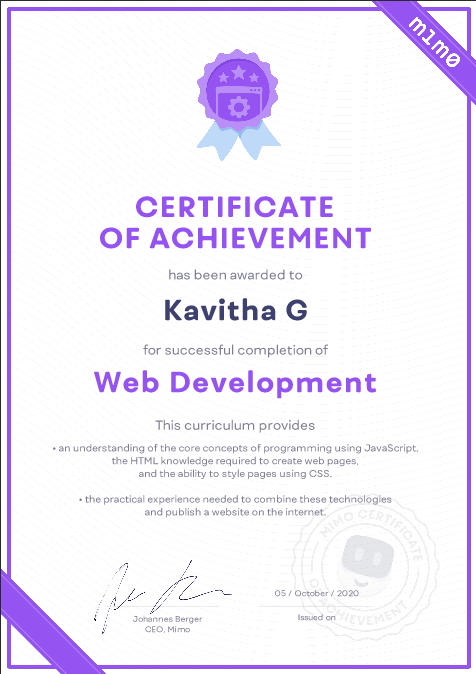 mimo
CERTIFICATE
OF ACHIEVEMENT
has been awarded to
Kavitha G
for successful completion of
Web Development
This curriculum provides
• an understanding of the core concepts of programming using JavaScript,
the HTML knowledge required to create web pages,
and the ability to style pages using CSS.
• the practical experience needed to combine these technologies
and publish a website on the internet.
MIMO CERTIFICATE
OF ACHIEVEMENT
05 / October / 2020
Johannes Berger
CEO, Mimo
Issued on